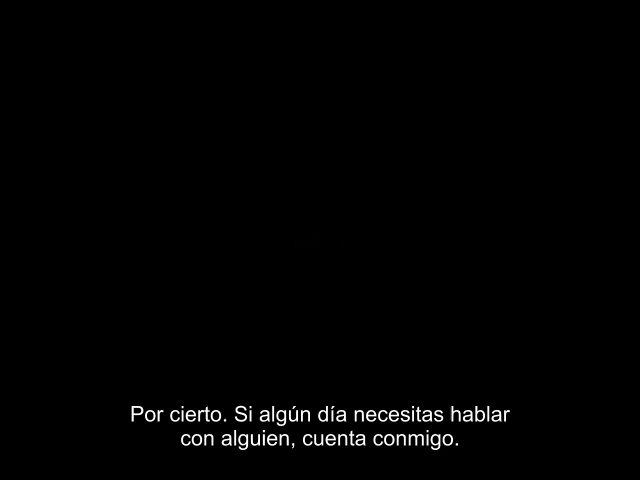 Por cierto. Si algún día necesitas hablar
con alguien, cuenta conmigo.